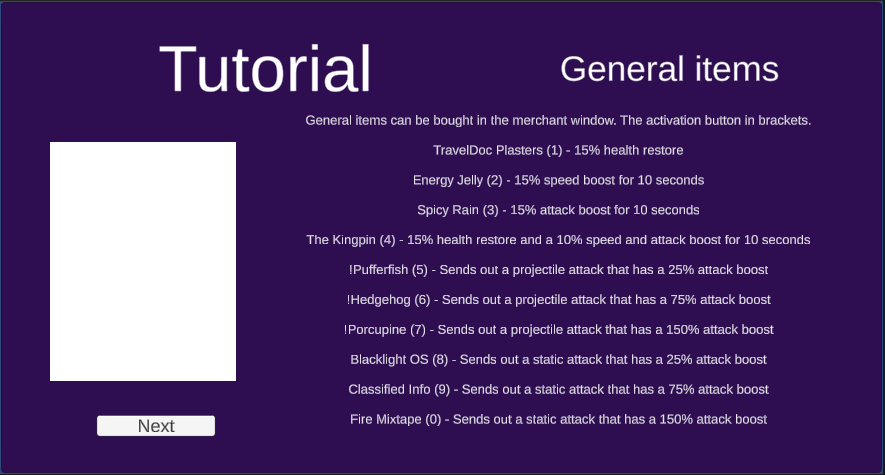 Tutorial
General items
General items can be bought in the merchant window. The activation button in brackets.
TravelDoc Plasters (1) - 15% health restore
Energy Jelly (2) - 15% speed boost for 10 seconds
Spicy Rain (3) - 15% attack boost for 10 seconds
The Kingpin (4) - 15% health restore and a 10% speed and attack boost for 10 seconds
!Pufferfish (5) - Sends out a projectile attack that has a 25% attack boost
!Hedgehog (6) - Sends out a projectile attack that has a 75% attack boost
!Porcupine (7) - Sends out a projectile attack that has a 150% attack boost
Blacklight OS (8) - Sends out a static attack that has a 25% attack boost
Classified Info (9) - Sends out a static attack that has a 75% attack boost
Fire Mixtape (0) - Sends out a static attack that has a 150% attack boost
Next